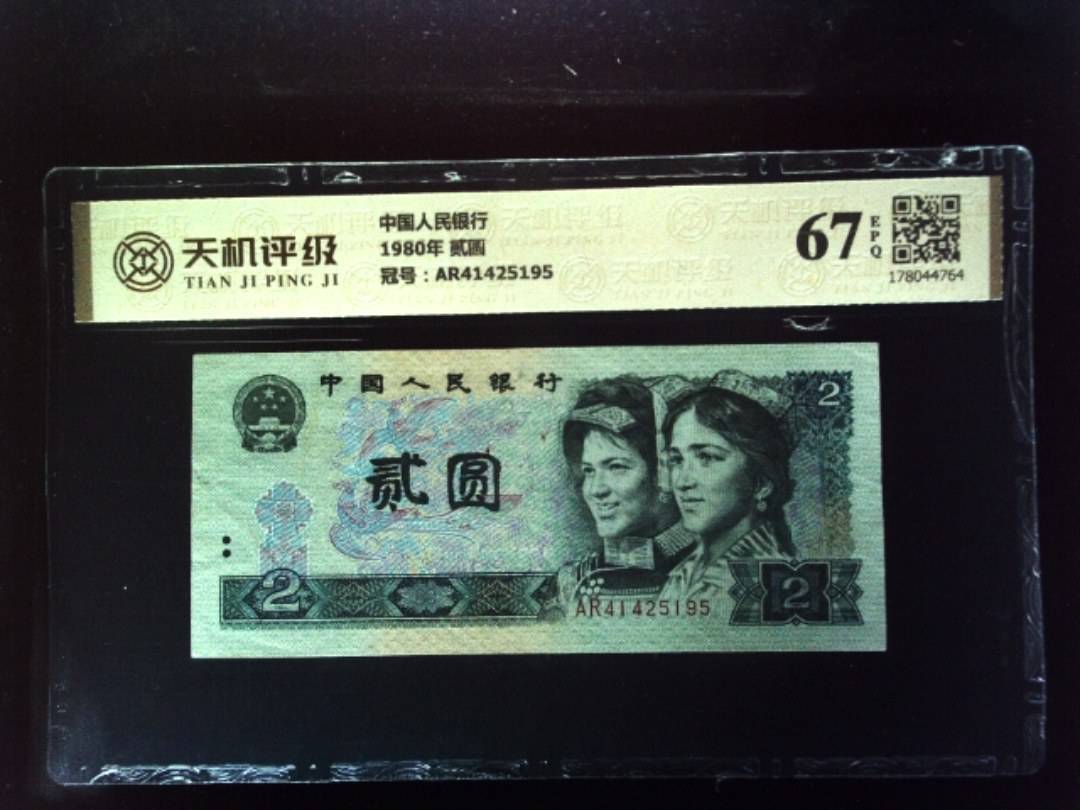 天机评级
TIAN JI PING JI
中国人民银行
1980年 贰圆
冠号：AR41425195
67
EPQ
178044764
中国人民银行
2
贰圆
2
AR41425195
2